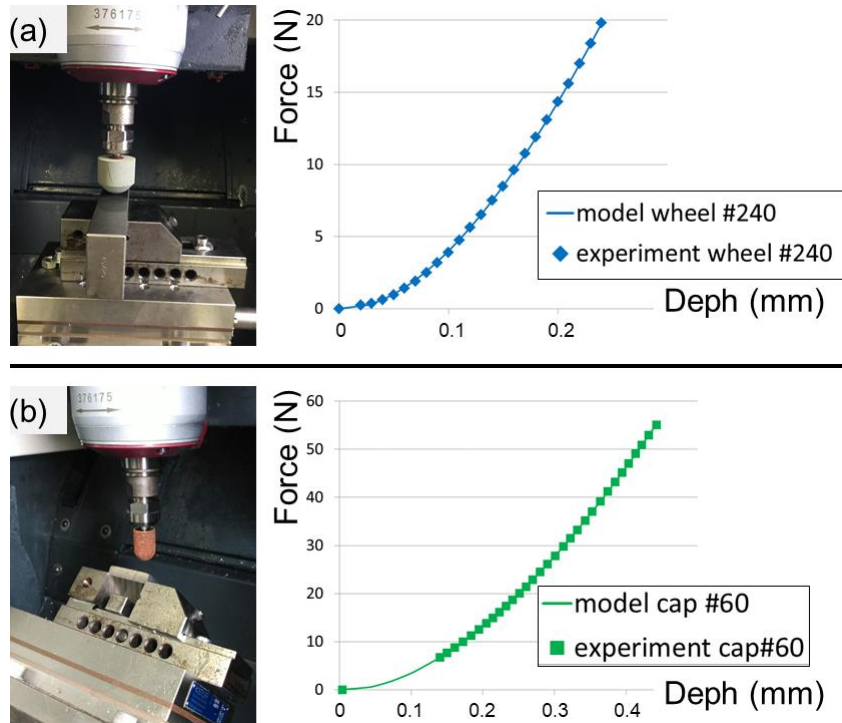 (a)
376175
Force (N)
20
15
10
5
0
model wheel #240
experiment wheel #240
0
0.1
0.2
Deph (mm)
(b)
376175
Force (N)
60
50
40
30
20
10
0
model cap #60
experiment cap#60
0
0.1
0.2
0.3
0.4
Deph (mm)